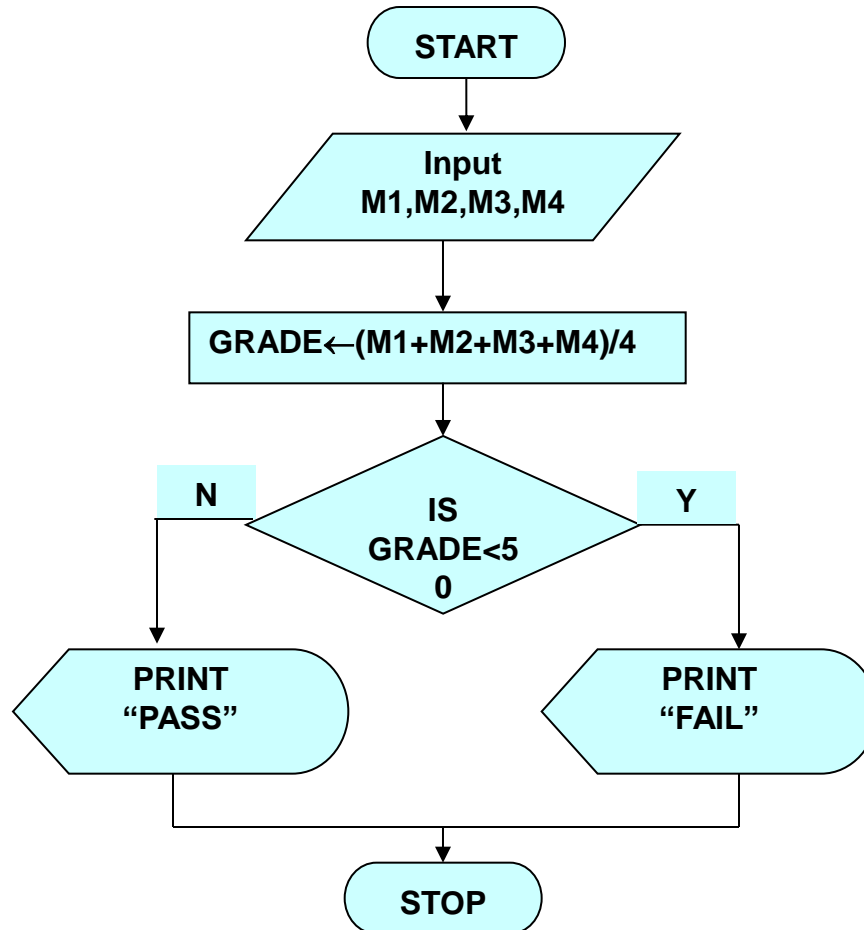 START
Input
M1,M2,M3,M4
GRADE←(M1+M2+M3+M4)/4
N
Y
IS
GRADE<5
0
PRINT
“PASS”
PRINT
“FAIL”
STOP